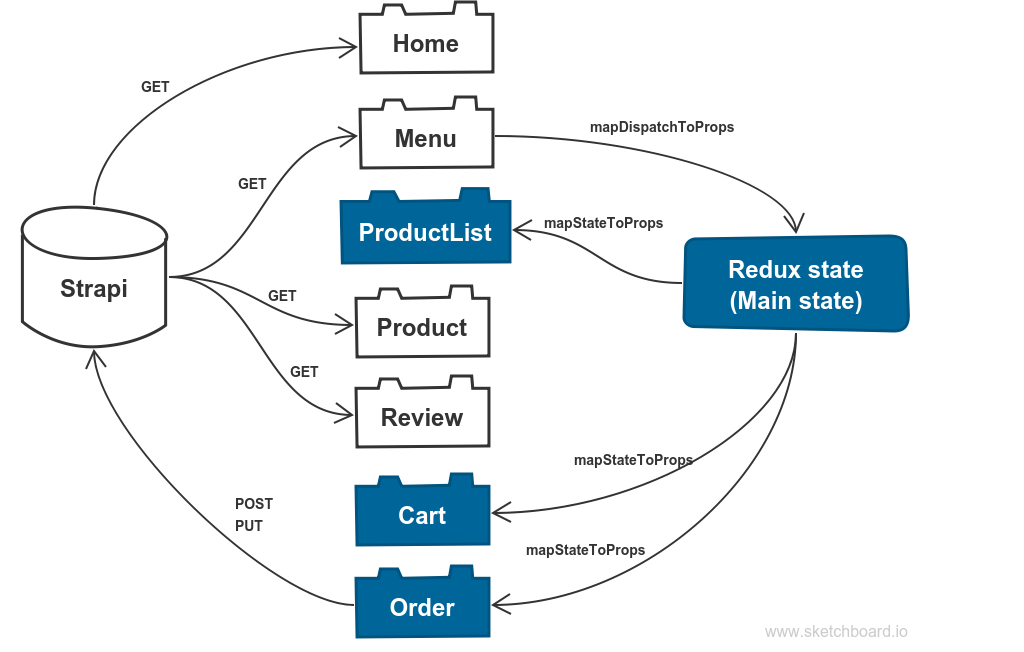 Home
GET
Menu
mapDispatchToProps
GET
ProductList
mapStateToProps
Redux state
(Main state)
Strapi
GET
Product
GET
Review
mapStateToProps
Cart
POST
PUT
mapStateToProps
Order
www.sketchboard.io